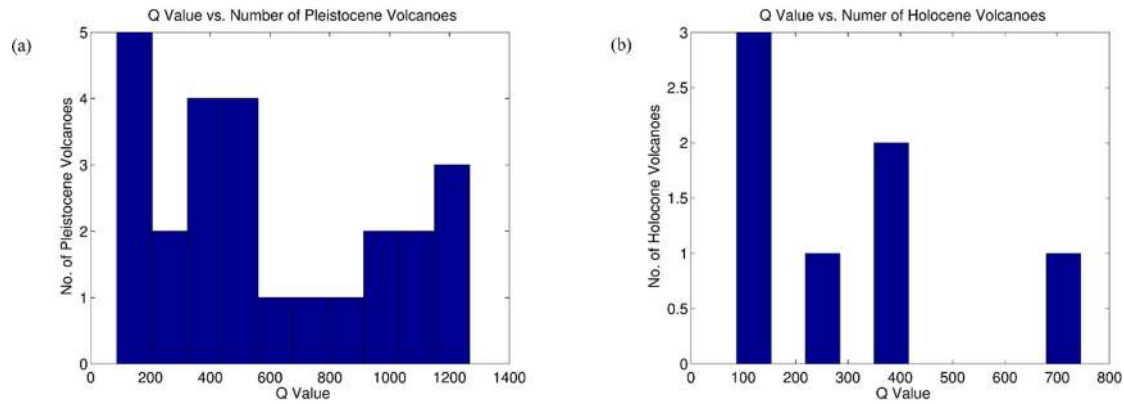 (a)
Q Value vs. Number of Pleistocene Volcanoes
No. of Pleistocene Volcanoes
5
4
3
2
1
0
0 200 400 600 800 1000 1200 1400
Q Value
(b)
Q Value vs. Numer of Holocene Volcanoes
No. of Holocone Volcanoes
3
2.5
2
1.5
1
0.5
0
0 100 200 300 400 500 600 700 800
Q Value